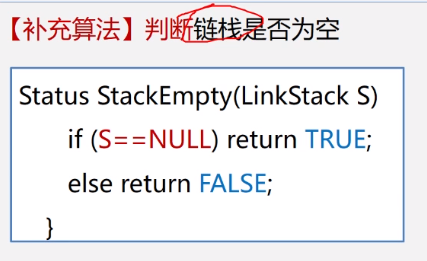 【补充算法】判断链栈是否为空
Status StackEmpty(LinkStack S)
if (S==NULL) return TRUE;
else return FALSE;
}